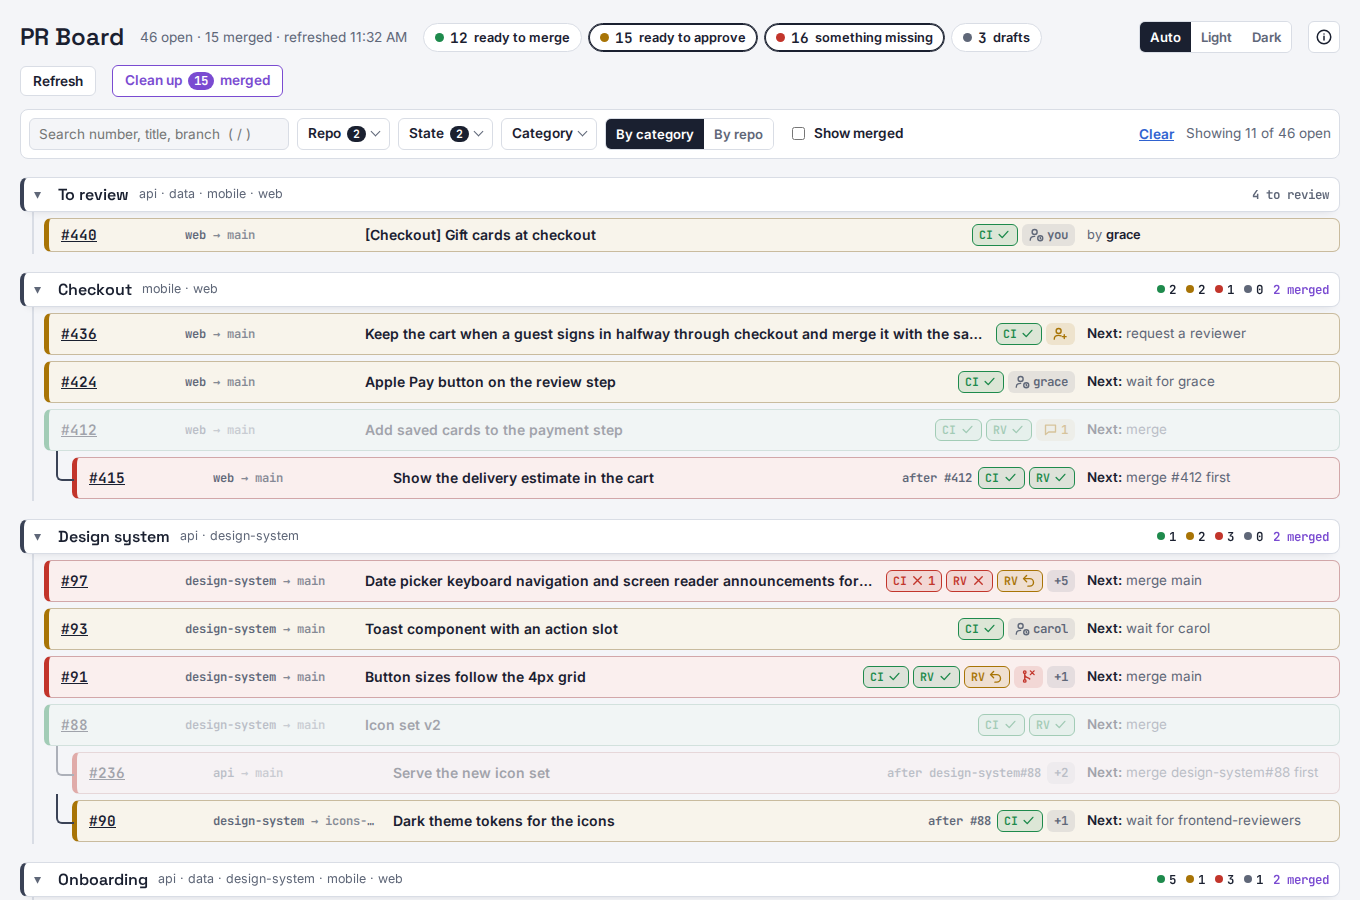 PR Board 46 open · 15 merged · refreshed 11:32 AM 12 ready to merge 15 ready to approve 16 something missing 3 drafts Auto Light Dark
Refresh Clean up 15 merged
Search number, title, branch ( / ) Repo 2 State 2 Category By category By repo Show merged Clear Showing 11 of 46 open
▼ To review api · data · mobile · web 4 to review
#440 web → main [Checkout] Gift cards at checkout CI ✓ you by grace
▼ Checkout mobile · web 2 2 1 0 2 merged
#436 web → main Keep the cart when a guest signs in halfway through checkout and merge it with the sa... CI ✓ Next: request a reviewer
#424 web → main Apple Pay button on the review step CI ✓ grace Next: wait for grace
#412 web → main Add saved cards to the payment step CI ✓ RV ✓ 1 Next: merge
#415 web → main Show the delivery estimate in the cart after #412 CI ✓ RV ✓ Next: merge #412 first
▼ Design system api · design-system 1 2 3 0 2 merged
#97 design-system → main Date picker keyboard navigation and screen reader announcements for... CI ✕ 1 RV ✕ RV +5 Next: merge main
#93 design-system → main Toast component with an action slot CI ✓ carol Next: wait for carol
#91 design-system → main Button sizes follow the 4px grid CI ✓ RV ✓ RV +1 Next: merge main
#88 design-system → main Icon set v2 CI ✓ RV ✓ Next: merge
#236 api → main Serve the new icon set after design-system#88 +2 Next: merge design-system#88 first
#90 design-system → icons-… Dark theme tokens for the icons after #88 CI ✓ +1 Next: wait for frontend-reviewers
▼ Onboarding api · data · design-system · mobile · web 5 1 3 1 2 merged